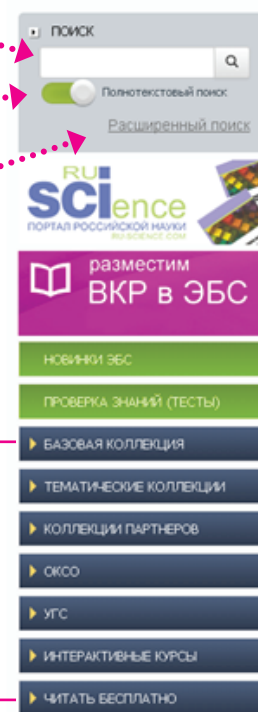 ПОИСК
Полнотекстовый поиск
Расширенный поиск
RU
SCIence
ПОРТАЛ РОССИЙСКОЙ НАУКИ
RU-SCIENCE.COM
разместим
ВКР в ЭБС
НОВИНКИ ЭБС
ПРОВЕРКА ЗНАНИЙ (ТЕСТЫ)
БАЗОВАЯ КОЛЛЕКЦИЯ
ТЕМАТИЧЕСКИЕ КОЛЛЕКЦИИ
КОЛЛЕКЦИИ ПАРТНЕРОВ
ОКСО
УГС
ИНТЕРАКТИВНЫЕ КУРСЫ
ЧИТАТЬ БЕСПЛАТНО